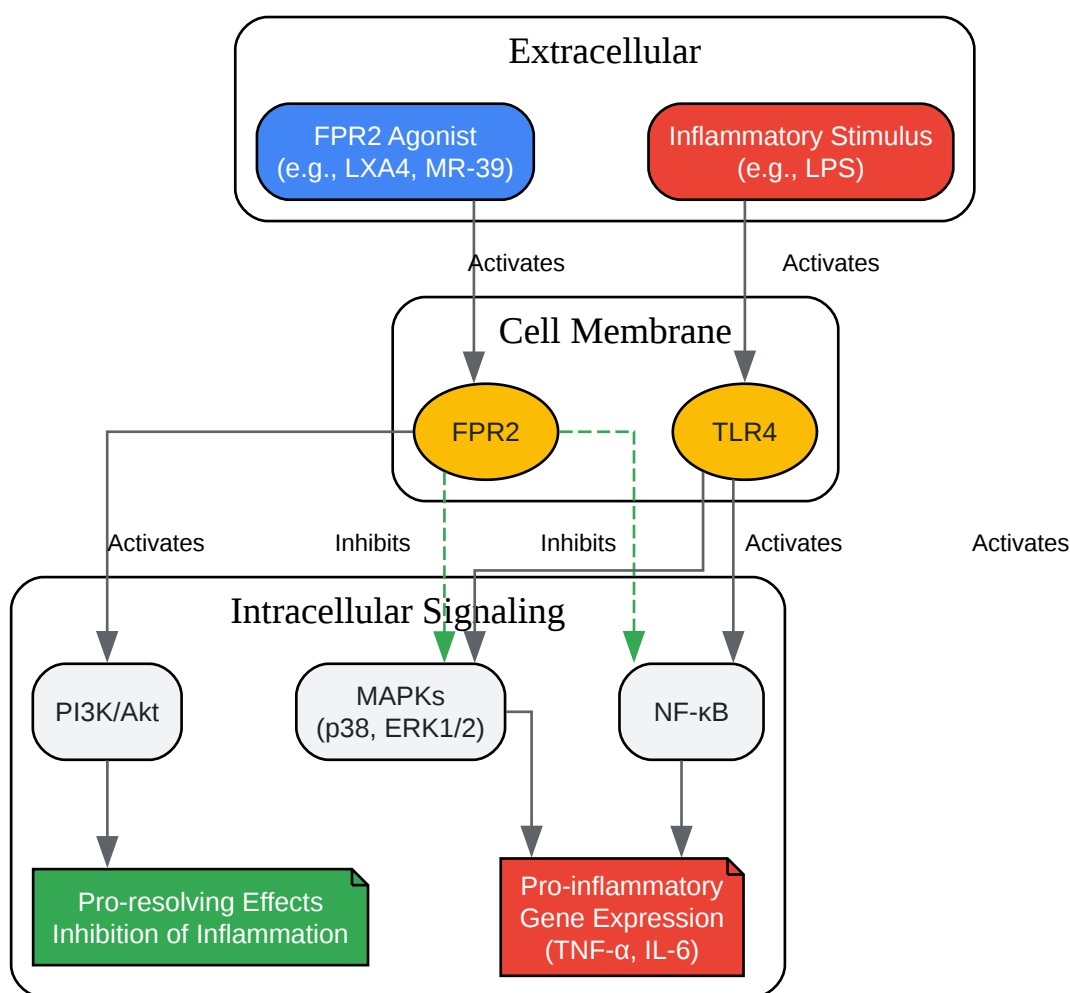 Extracellular
FPR2 Agonist
(e.g., LXA4, MR-39)
Inflammatory Stimulus
(e.g., LPS)
Activates
Activates
Cell Membrane
FPR2
TLR4
Activates
Inhibits
Inhibits
Activates
Activates
Intracellular Signaling
PI3K/Akt
MAPKs
(p38, ERK1/2)
NF-κB
Pro-resolving Effects
Inhibition of Inflammation
Pro-inflammatory
Gene Expression
(TNF-α, IL-6)